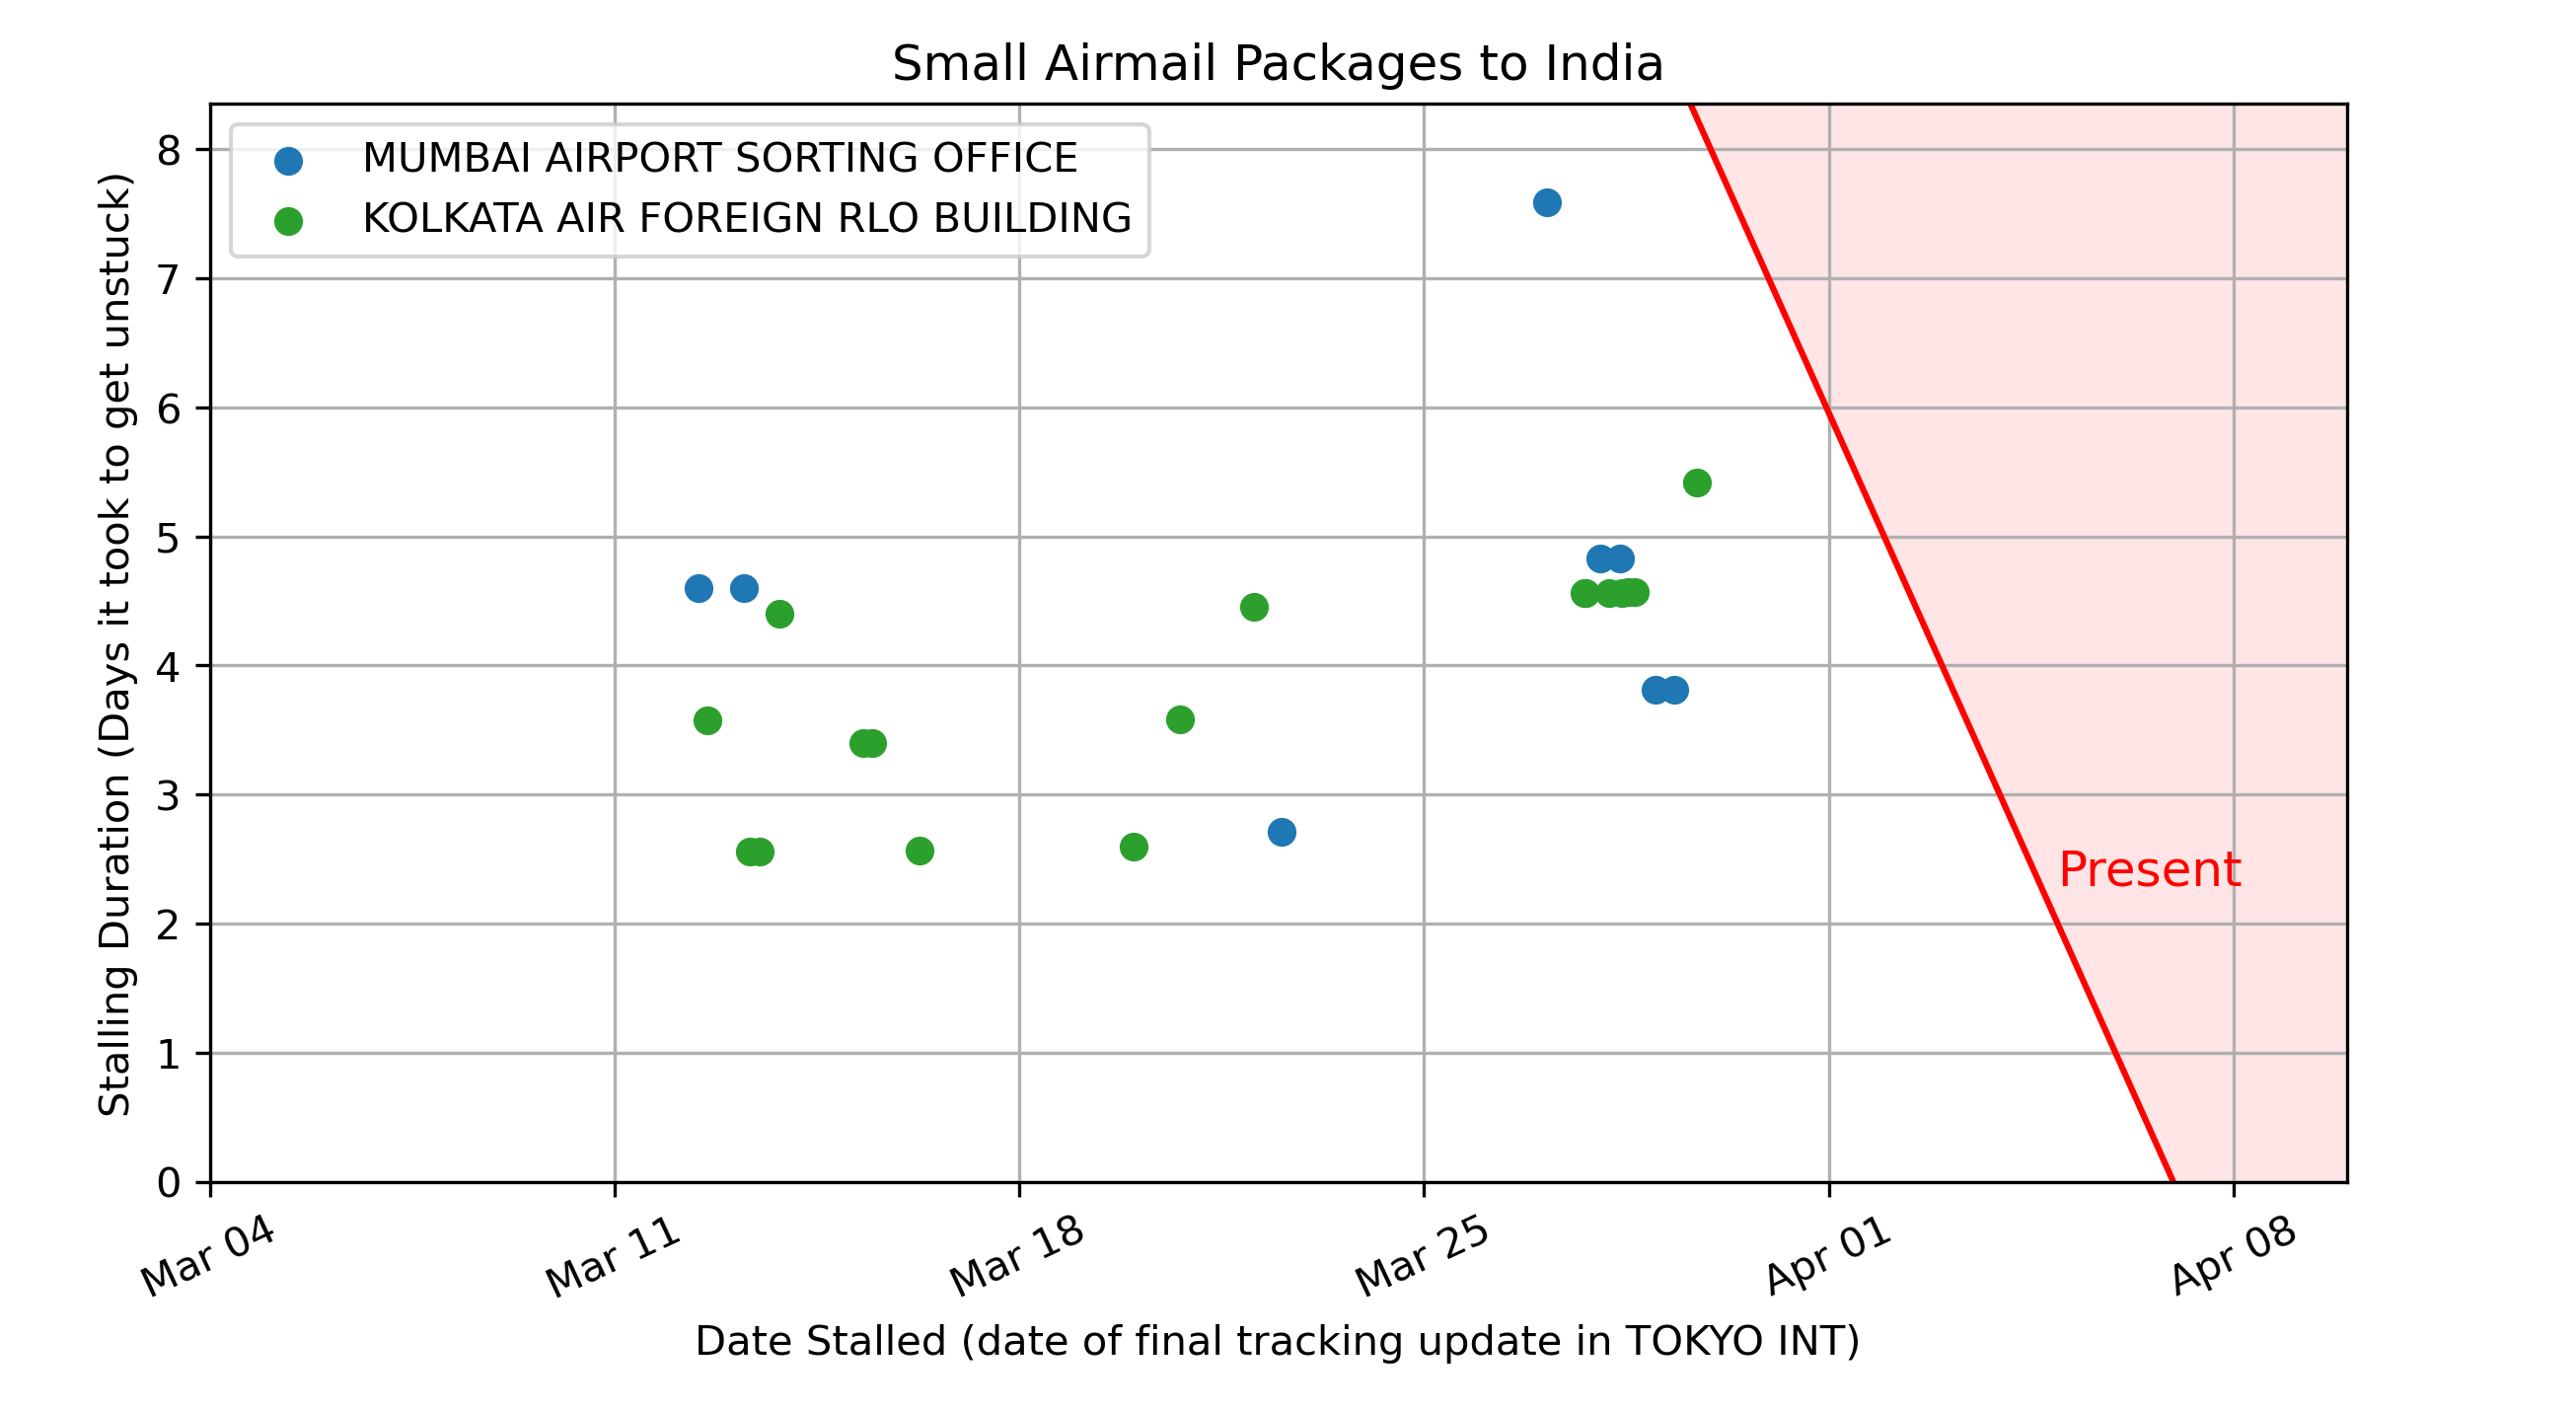 Small Airmail Packages to India
MUMBAI AIRPORT SORTING OFFICE
KOLKATA AIR FOREIGN RLO BUILDING
Stalling Duration (Days it took to get unstuck)
8
7
6
5
4
3
2
1
0
Present
Mar 04
Mar 11
Mar 18
Mar 25
Apr 01
Apr 08
Date Stalled (date of final tracking update in TOKYO INT)